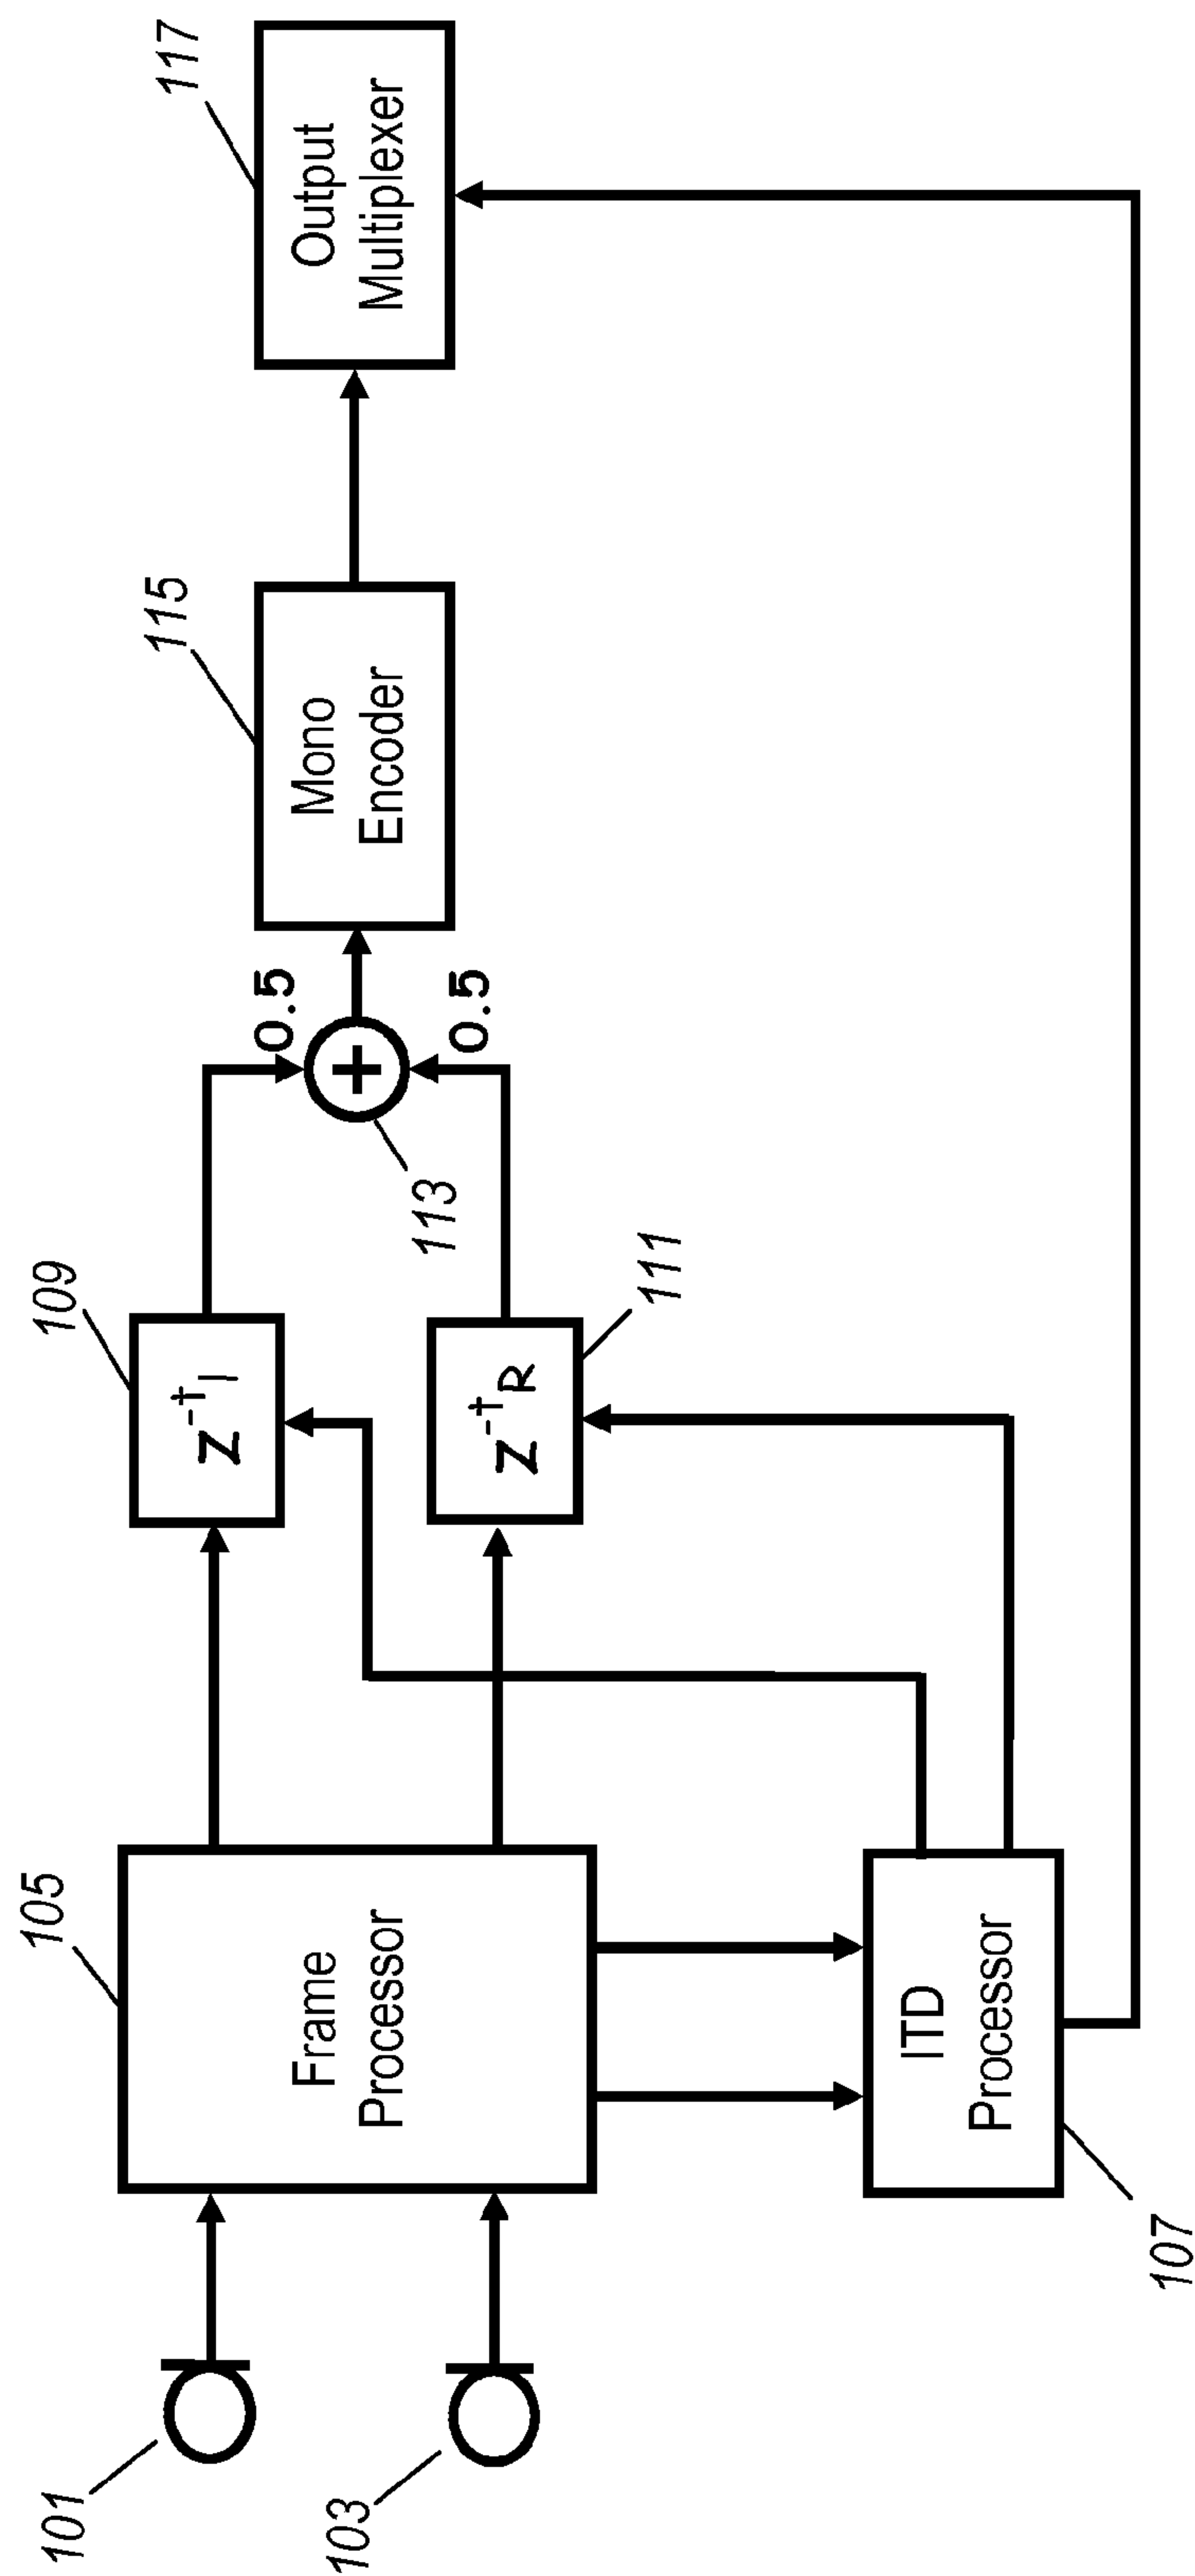 101
103
105
Frame
Processor
ITD
Processor
107
109
z^-t_l
z^-t_R
111
0.5
+
0.5
113
115
Mono
Encoder
117
Output
Multiplexer